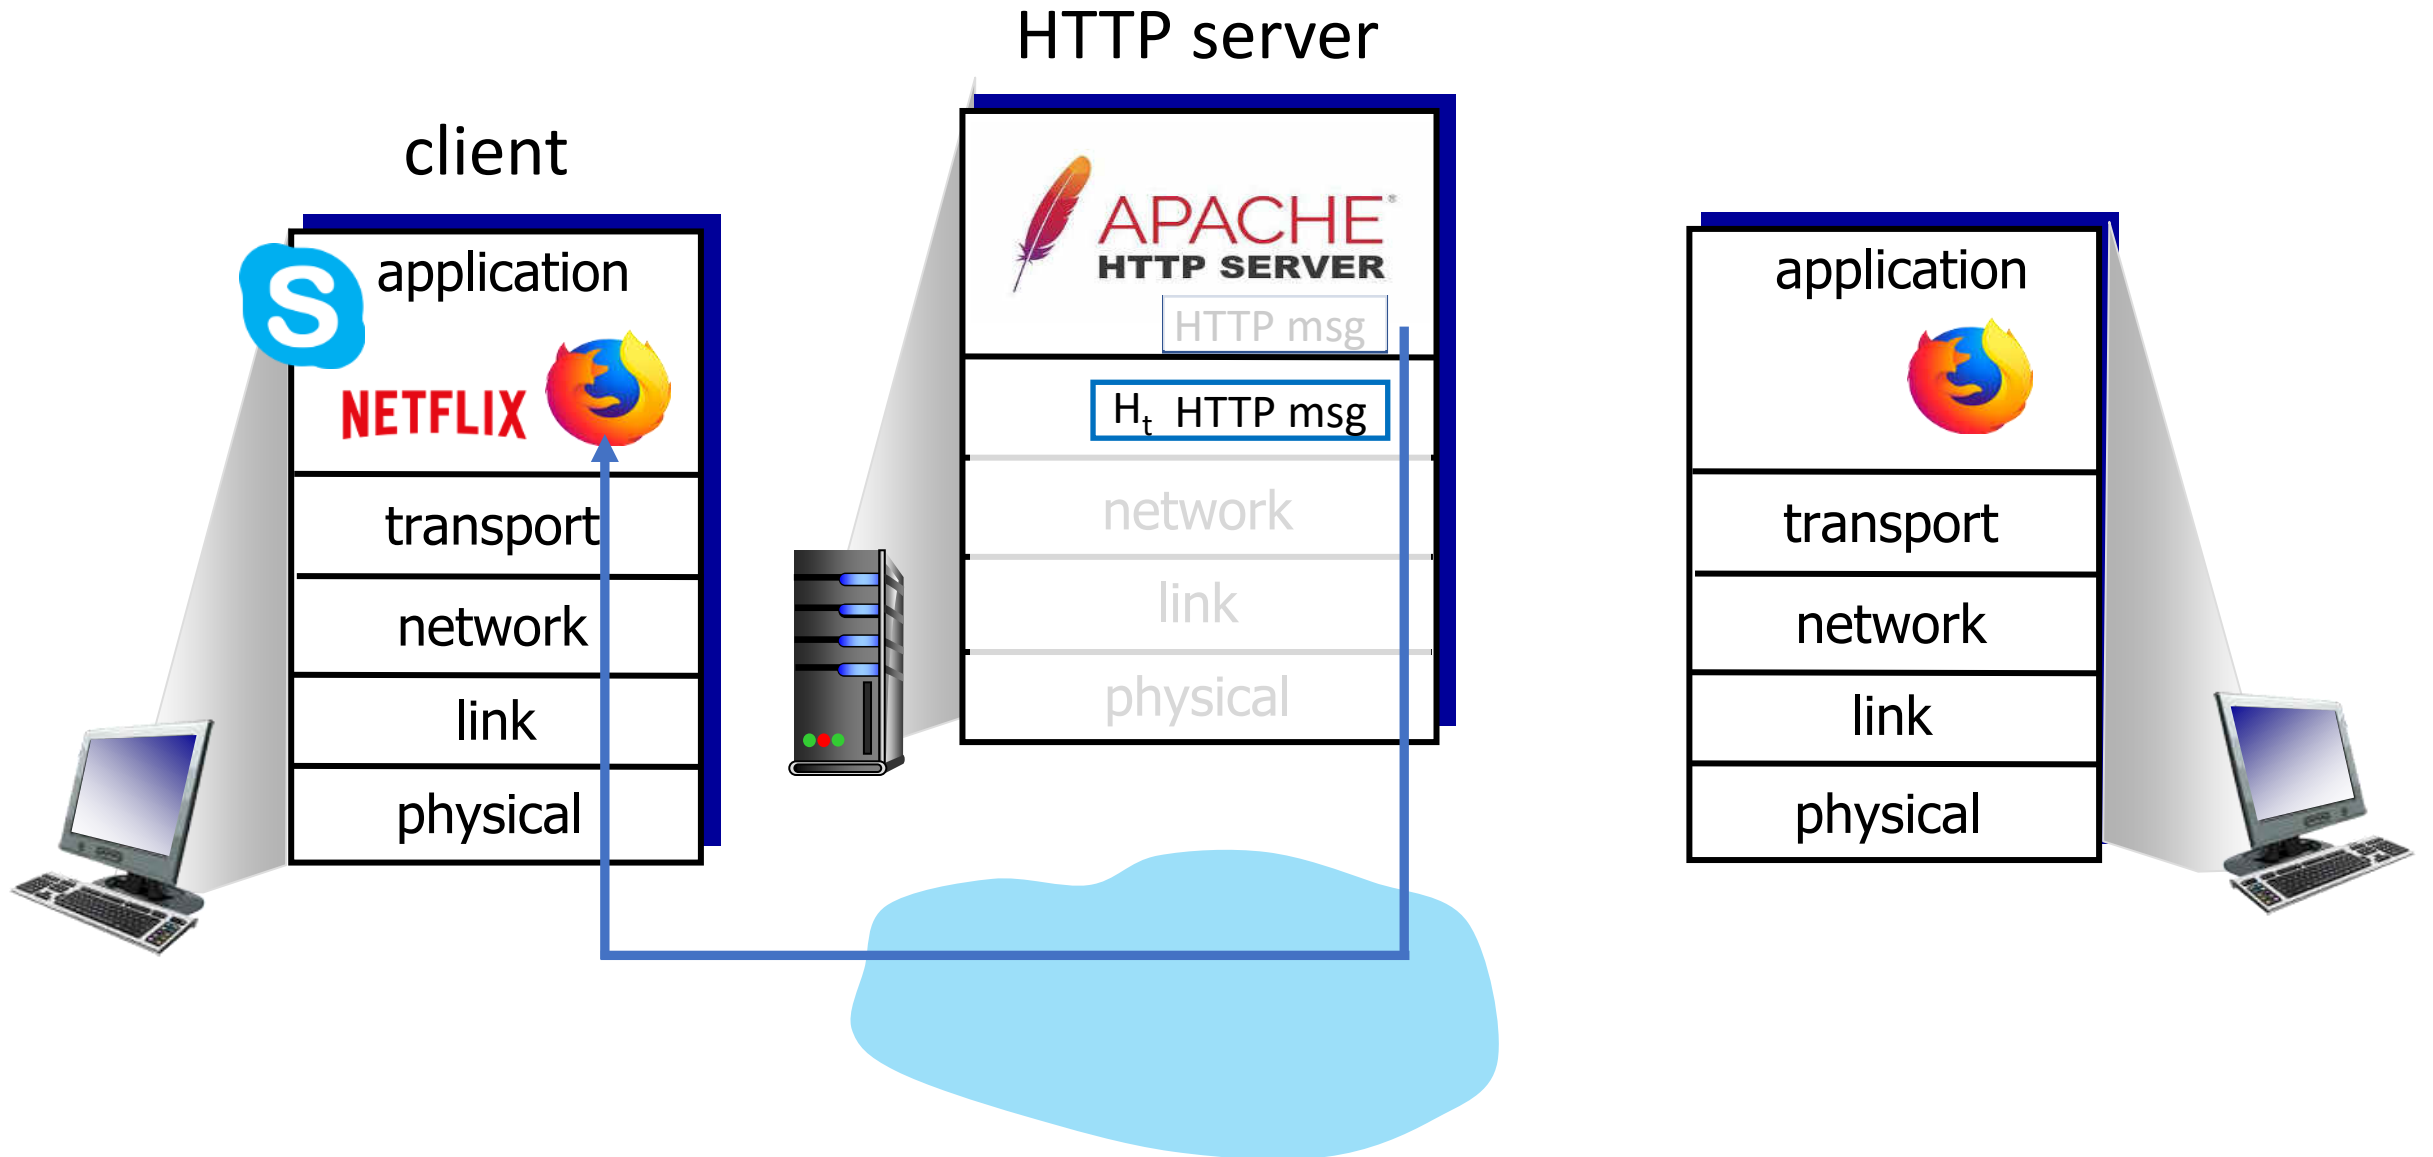 HTTP server
client
application
S
NETFLIX
transport
network
link
physical
APACHE®
HTTP SERVER
HTTP msg
Ht HTTP msg
network
link
physical
application
transport
network
link
physical